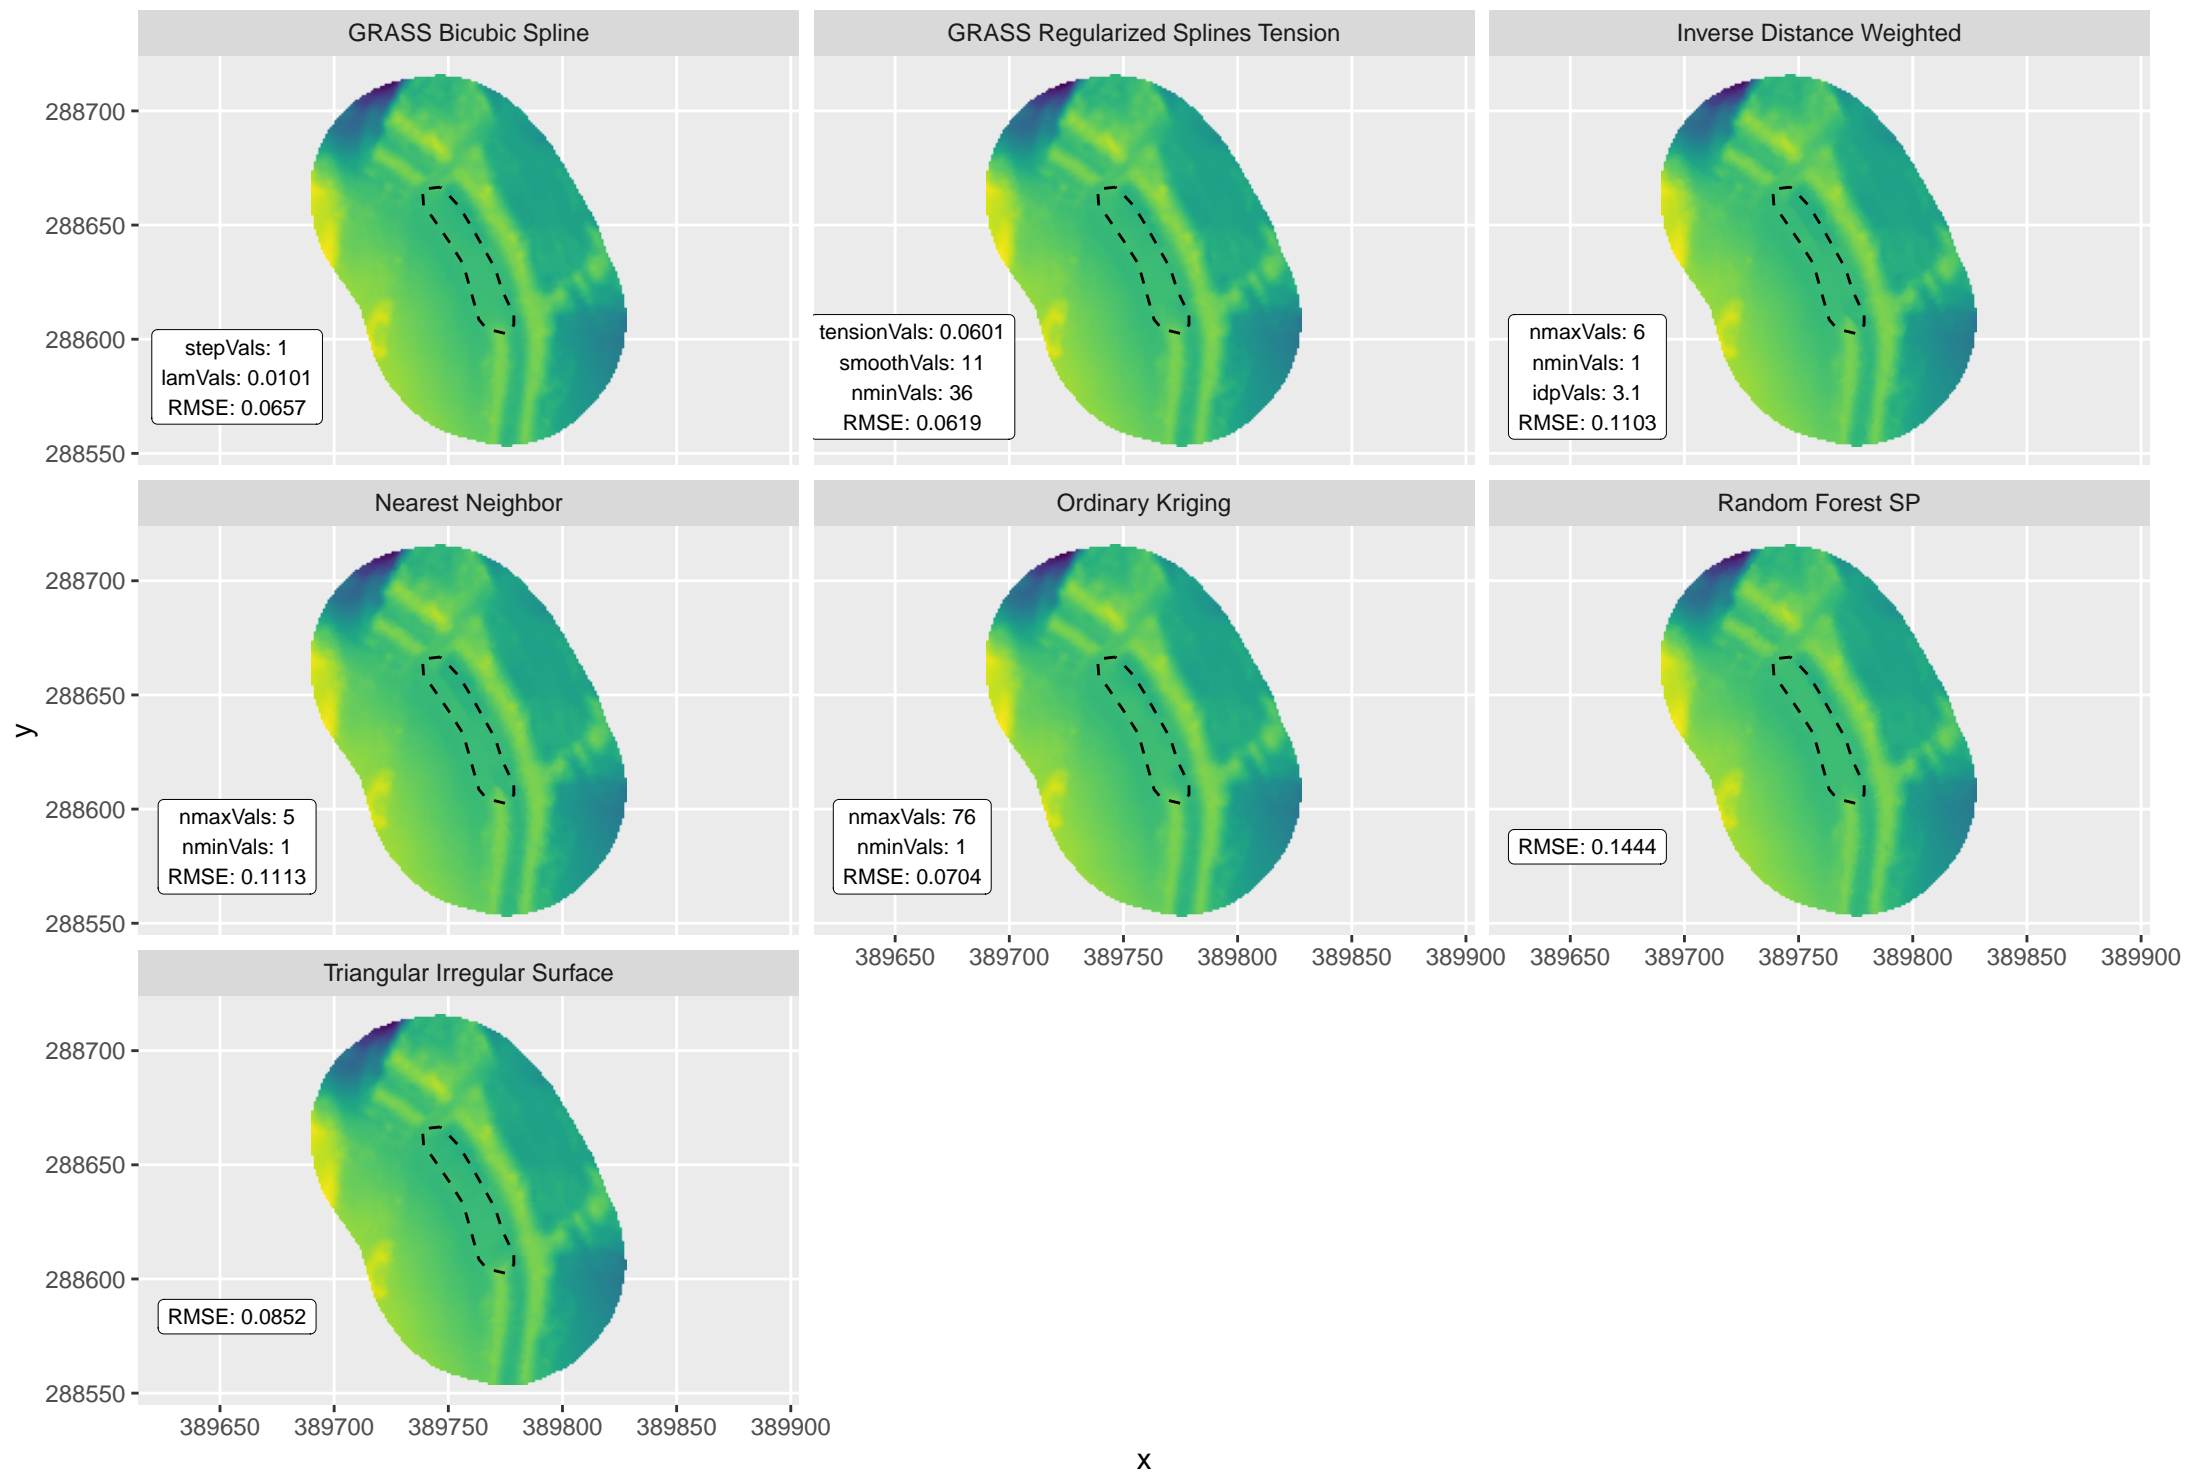 GRASS Bicubic Spline
GRASS Regularized Splines Tension
Inverse Distance Weighted
288700
288650
288600
288550
stepVals: 1
lamVals: 0.0101
RMSE: 0.0657
tensionVals: 0.0601
smoothVals: 11
nminVals: 36
RMSE: 0.0619
nmaxVals: 6
nminVals: 1
idpVals: 3.1
RMSE: 0.1103
Nearest Neighbor
Ordinary Kriging
Random Forest SP
288700
288650
288600
288550
y
nmaxVals: 5
nminVals: 1
RMSE: 0.1113
nmaxVals: 76
nminVals: 1
RMSE: 0.0704
RMSE: 0.1444
389650 389700 389750 389800 389850 389900
389650 389700 389750 389800 389850 389900
Triangular Irregular Surface
288700
288650
288600
288550
RMSE: 0.0852
389650 389700 389750 389800 389850 389900
x